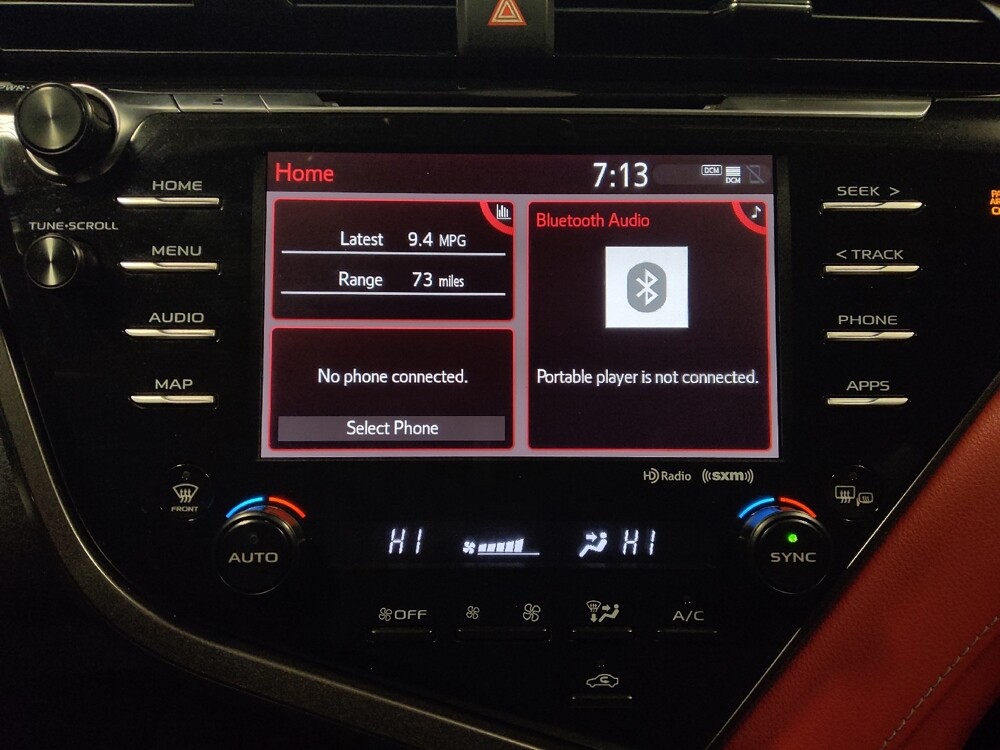 PWR
Home 7:13 DCM DCM
HOME
TUNE•SCROLL
MENU
AUDIO
MAP
Latest 9.4 MPG
Range 73 miles
No phone connected.
Select Phone
Bluetooth Audio
Portable player is not connected.
SEEK >
< TRACK
PHONE
APPS
HD Radio ((SXM))
FRONT
AUTO
HI HI
SYNC
OFF A/C